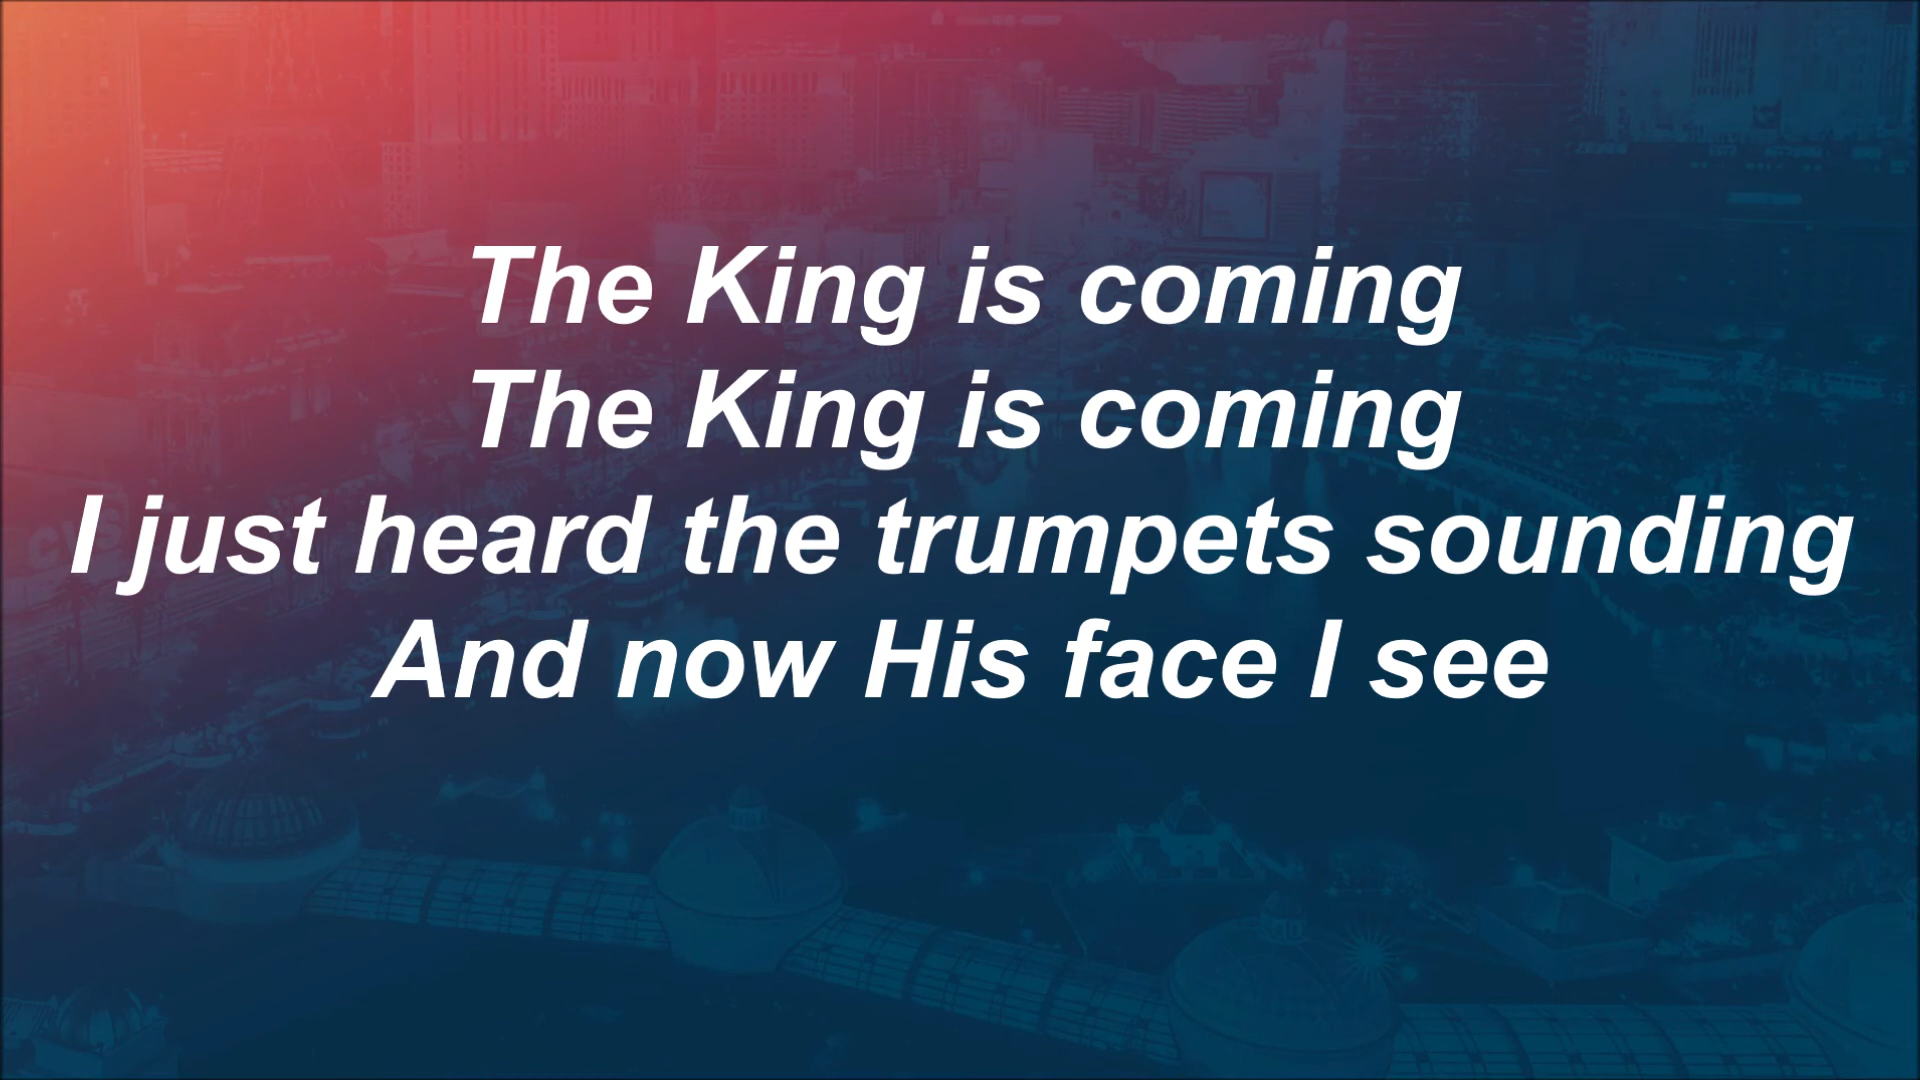 The King is coming
The King is coming
I just heard the trumpets sounding
And now His face I see